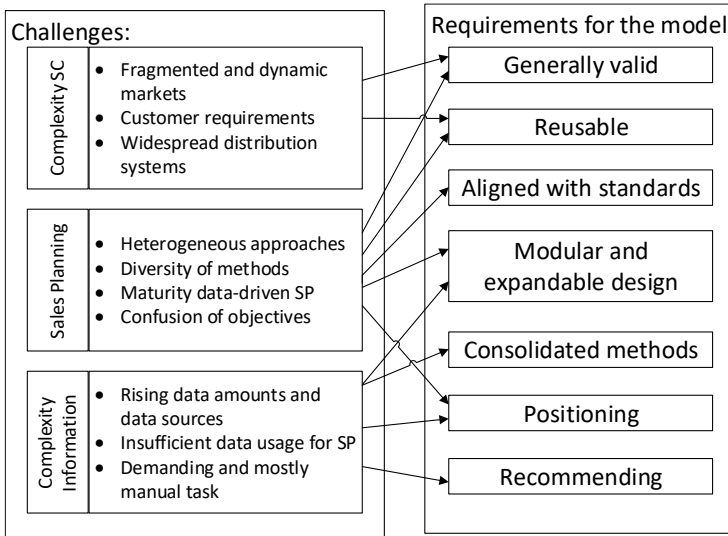 Challenges:
Complexity SC
• Fragmented and dynamic
markets
• Customer requirements
• Widespread distribution
systems
Sales Planning
• Heterogeneous approaches
• Diversity of methods
• Maturity data-driven SP
• Confusion of objectives
Complexity
Information
• Rising data amounts and
data sources
• Insufficient data usage for SP
• Demanding and mostly
manual task
Requirements for the model
Generally valid
Reusable
Aligned with standards
Modular and
expandable design
Consolidated methods
Positioning
Recommending